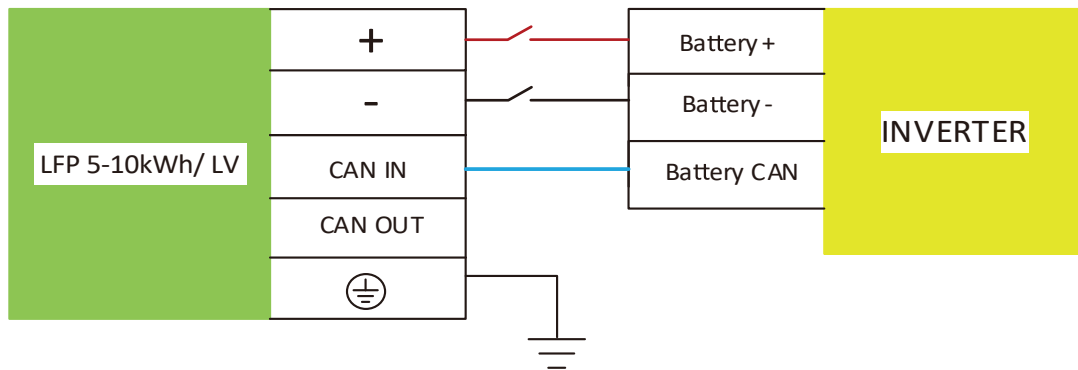 +
Battery +
-
Battery -
INVERTER
LFP 5-10kWh/ LV
CAN IN
Battery CAN
CAN OUT